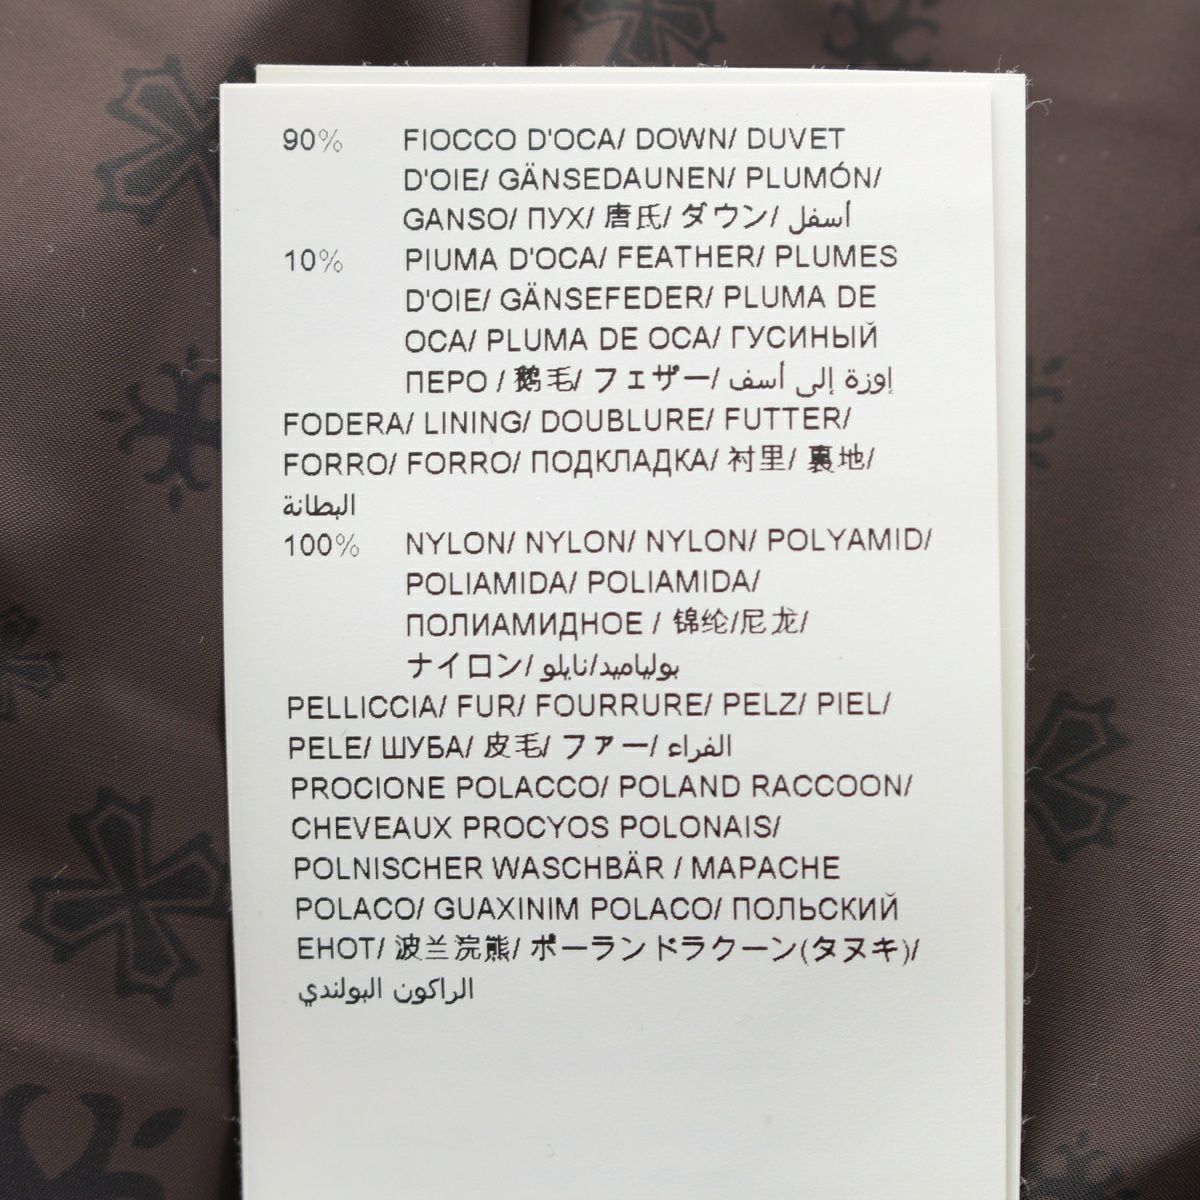 90% FIOCCO D'OCA/ DOWN/ DUVET
D'OIE/ GÄNSEDAUNEN/ PLUMÓN/
GANSO/ ПУХ/ 唐氏/ ダウン/ أسفل
10% PIUMA D'OCA/ FEATHER/ PLUMES
D'OIE/ GÄNSEFEDER/ PLUMA DE
OCA/ PLUMA DE OCA/ ГУСИНЫЙ
ПЕРО / 鹅毛/ フェザー/ إوزة إلى أسف
FODERA/ LINING/ DOUBLURE/ FUTTER/
FORRO/ FORRO/ ПОДКЛАДКА/ 衬里/ 裏地/
البطانة
100% NYLON/ NYLON/ NYLON/ POLYAMID/
POLIAMIDA/ POLIAMIDA/
ПОЛИАМИДНОЕ / 锦纶/尼龙/
ナイロン/ بولياميد/نايلو
PELLICCIA/ FUR/ FOURRURE/ PELZ/ PIEL/
PELE/ ШУБА/ 皮毛/ ファー/ الفراء
PROCIONE POLACCO/ POLAND RACCOON/
CHEVEAUX PROCYOS POLONAIS/
POLNISCHER WASCHBÄR / MAPACHE
POLACO/ GUAXINIM POLACO/ ПОЛЬСКИЙ
ЕНОТ/ 波兰浣熊/ ポーランドラクーン(タヌキ)/
الراكون البولندي